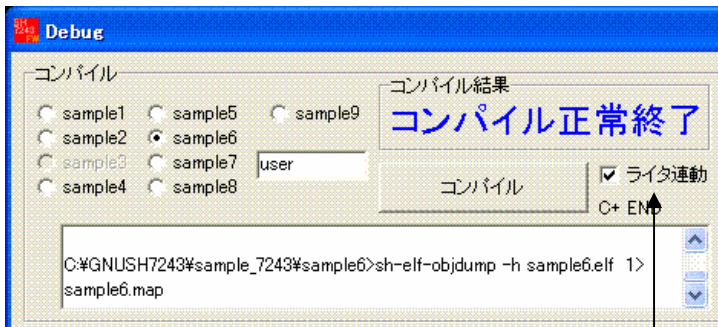 SH
7243
FW
Debug
コンパイル
コンパイル結果
コンパイル正常終了
sample1 sample5 sample9
sample2 sample6
sample3 sample7 user
sample4 sample8
コンパイル
ライタ連動
C+ END
C:¥GNUSH7243¥sample_7243¥sample6>sh-elf-objdump -h sample6.elf 1>
sample6.map